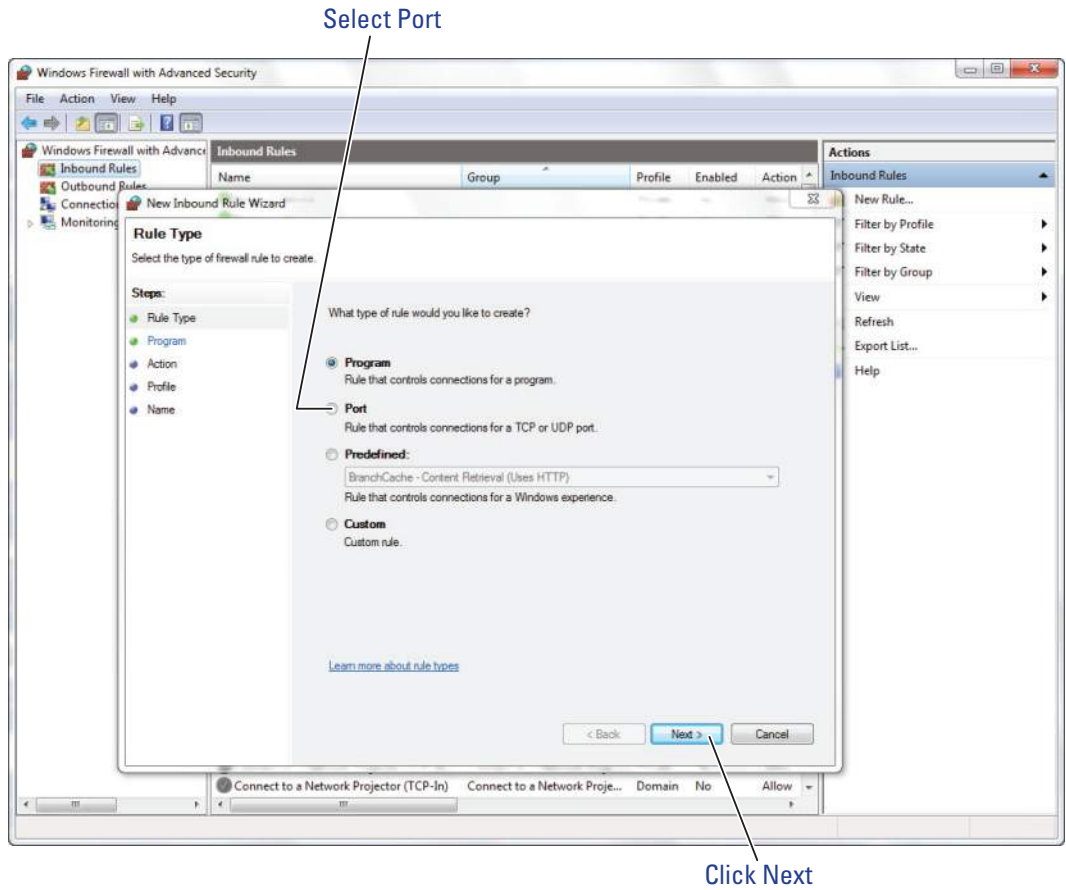 Select Port
Windows Firewall with Advanced Security
File Action View Help
Windows Firewall with Advance
Inbound Rules
Outbound Rules
Connection
Monitoring
Inbound Rules
Name Group Profile Enabled Action
Actions
Inbound Rules
New Rule...
Filter by Profile
Filter by State
Filter by Group
View
Refresh
Export List...
Help
New Inbound Rule Wizard
Rule Type
Select the type of firewall rule to create.
Steps:
Rule Type
Program
Action
Profile
Name
What type of rule would you like to create?
Program
Rule that controls connections for a program.
Port
Rule that controls connections for a TCP or UDP port.
Predefined:
BranchCache - Content Retrieval (Uses HTTP)
Rule that controls connections for a Windows experience.
Custom
Custom rule.
Learn more about rule types
< Back Next > Cancel
Connect to a Network Projector (TCP-In) Connect to a Network Proje... Domain No Allow
Click Next